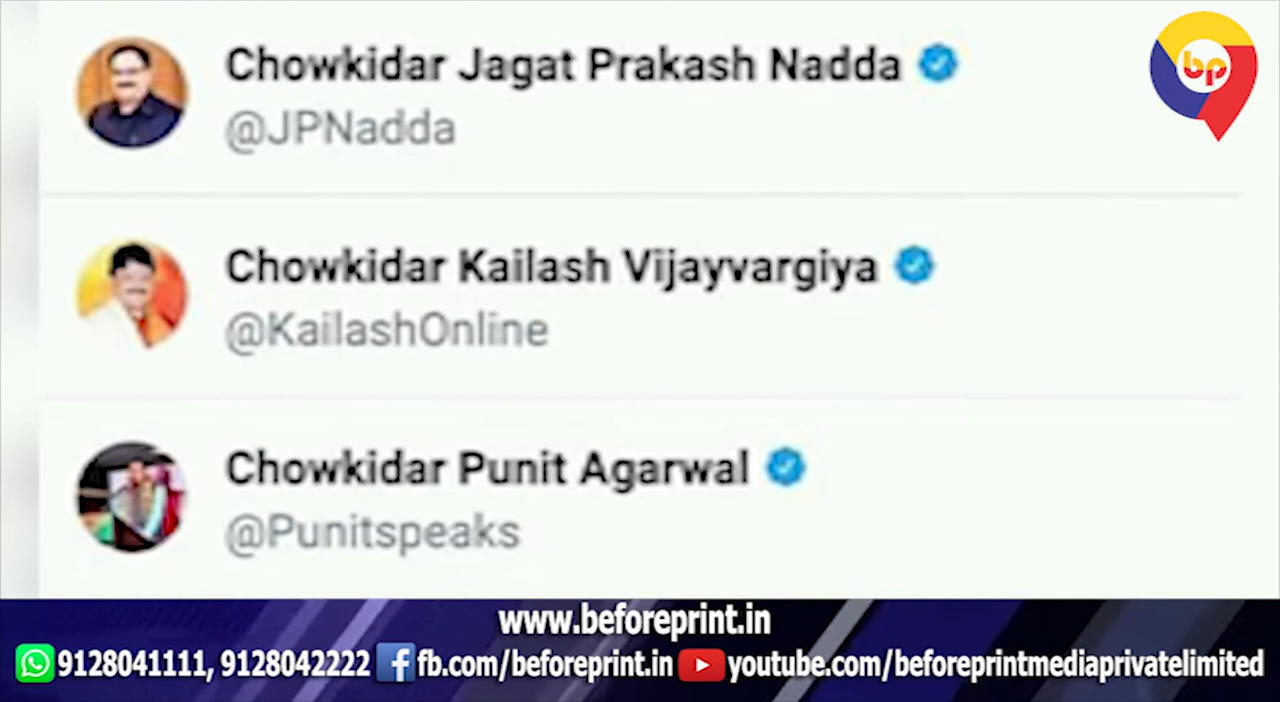 Chowkidar Jagat Prakash Nadda
@JPNadda
bp
Chowkidar Kailash Vijayvargiya
@KailashOnline
Chowkidar Punit Agarwal
@Punitspeaks
www.beforeprint.in
9128041111, 9128042222 fb.com/beforeprint.in youtube.com/beforeprintmediaprivatelimited